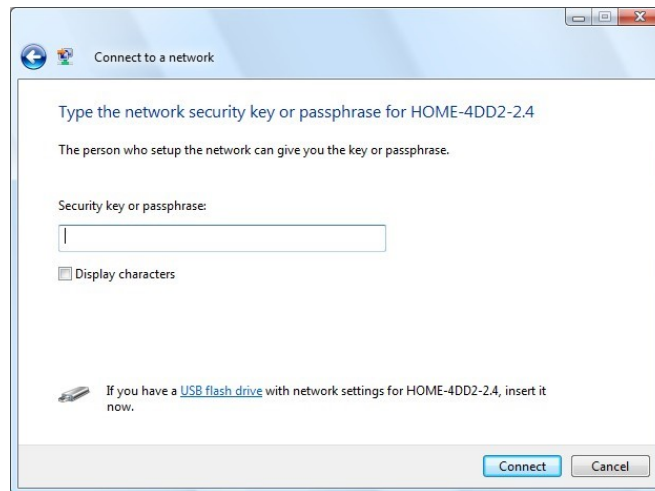 Connect to a network
Type the network security key or passphrase for HOME-4DD2-2.4
The person who setup the network can give you the key or passphrase.
Security key or passphrase:
Display characters
If you have a USB flash drive with network settings for HOME-4DD2-2.4, insert it
now.
Connect Cancel